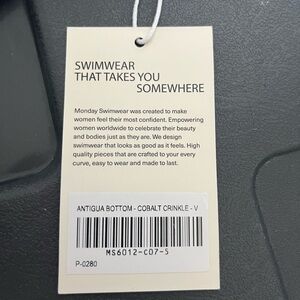 SWIMWEAR
THAT TAKES YOU
SOMEWHERE
Monday Swimwear was created to make
women feel their most confident. Empowering
women worldwide to celebrate their beauty
and bodies just as they are. We design
swimwear that looks as good as it feels. High
quality pieces that are crafted to your every
curve, easy to wear and made to last.
ANTIGUA BOTTOM - COBALT CRINKLE - V
MS6012-C07-5
P-0280